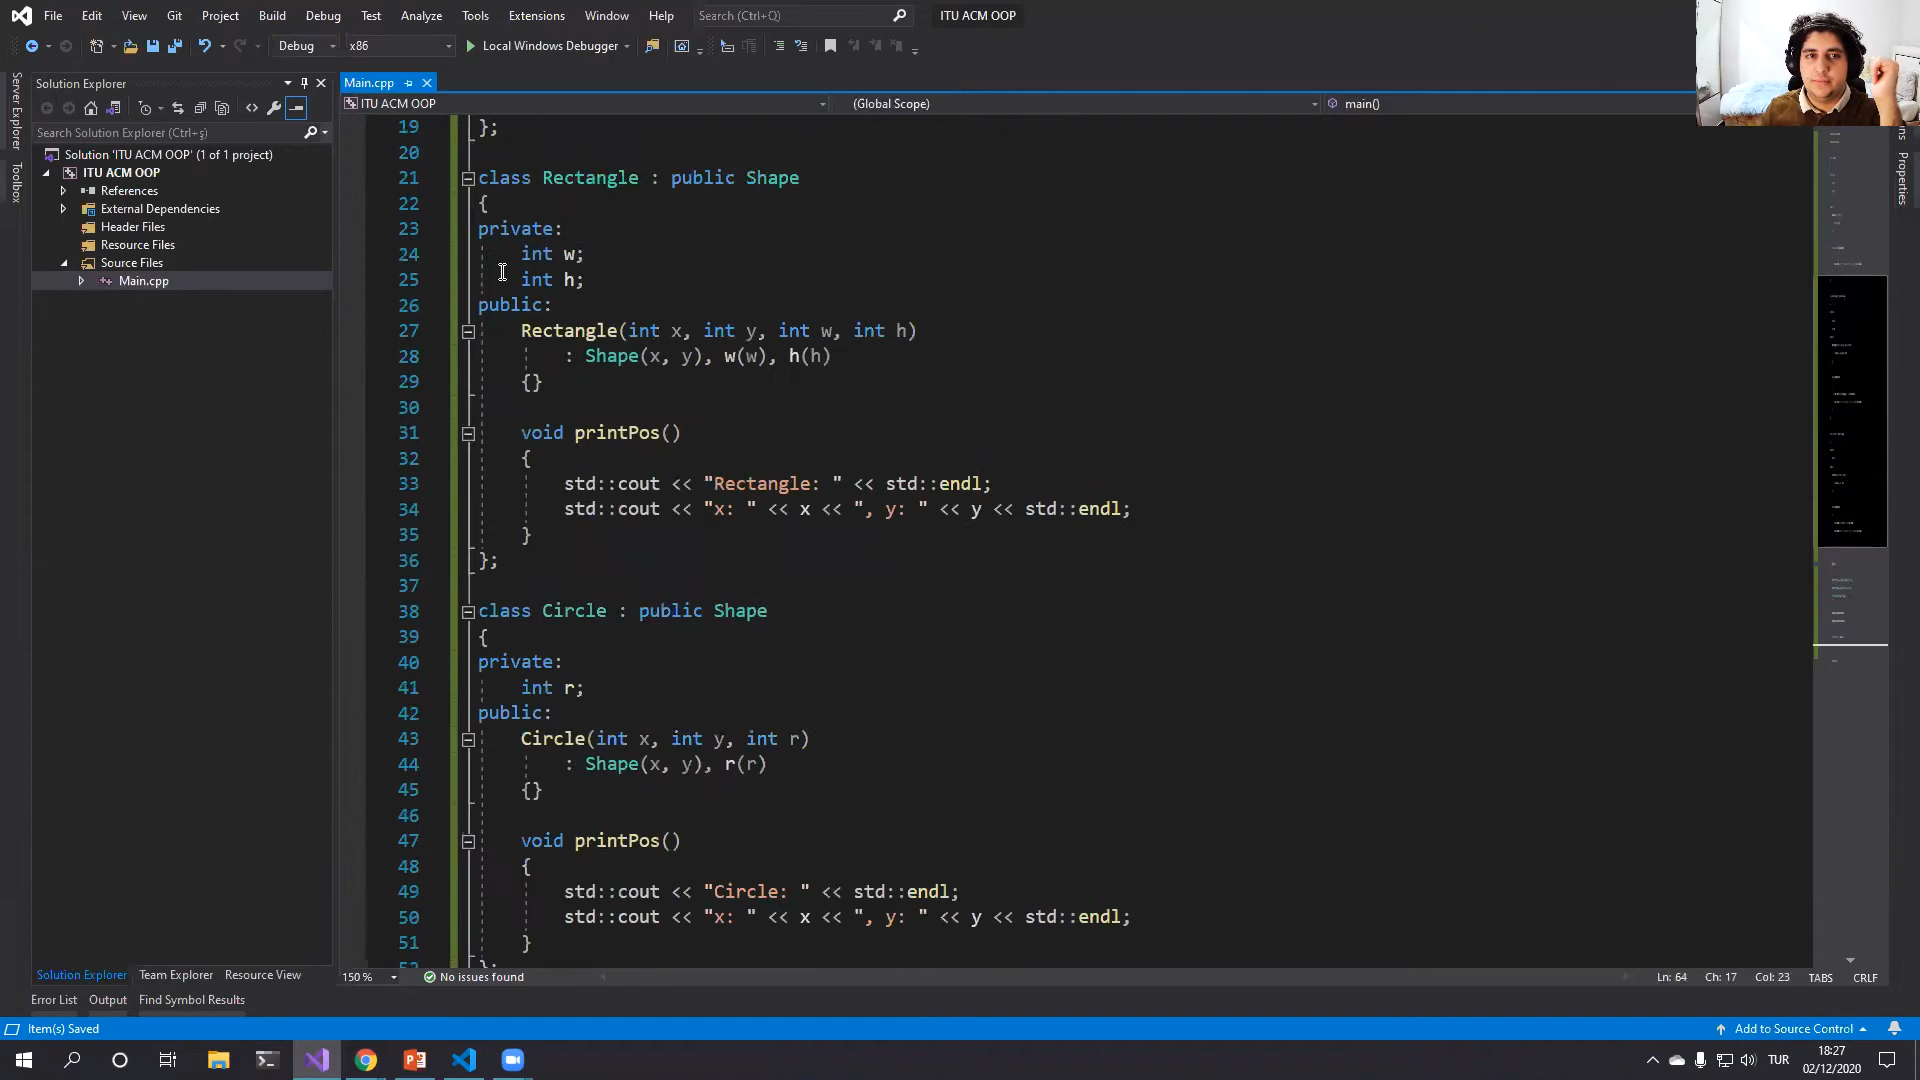 File Edit View Git Project Build Debug Test Analyze Tools Extensions Window Help Search (Ctrl+Q) ITU ACM OOP
Debug x86 Local Windows Debugger
Server Explorer
Toolbox
Solution Explorer
Search Solution Explorer (Ctrl+ş)
Solution 'ITU ACM OOP' (1 of 1 project)
ITU ACM OOP
References
External Dependencies
Header Files
Resource Files
Source Files
Main.cpp
Main.cpp
ITU ACM OOP (Global Scope) main()
19 };
20
21 class Rectangle : public Shape
22 {
23 private:
24 int w;
25 int h;
26 public:
27 Rectangle(int x, int y, int w, int h)
28 : Shape(x, y), w(w), h(h)
29 {}
30
31 void printPos()
32 {
33 std::cout << "Rectangle: " << std::endl;
34 std::cout << "x: " << x << ", y: " << y << std::endl;
35 }
36 };
37
38 class Circle : public Shape
39 {
40 private:
41 int r;
42 public:
43 Circle(int x, int y, int r)
44 : Shape(x, y), r(r)
45 {}
46
47 void printPos()
48 {
49 std::cout << "Circle: " << std::endl;
50 std::cout << "x: " << x << ", y: " << y << std::endl;
51 }
52 };
Properties
Solution Explorer Team Explorer Resource View
150 % No issues found Ln: 64 Ch: 17 Col: 23 TABS CRLF
Error List Output Find Symbol Results
Item(s) Saved Add to Source Control
TUR
18:27
02/12/2020